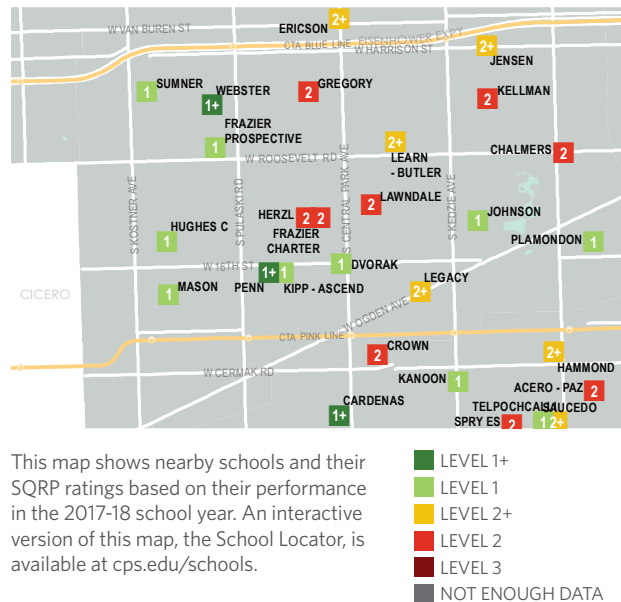 ERICSON
2+
W VAN BUREN ST
EISENHOWER EXPY
CTA BLUE LINE
W HARRISON ST
2+
JENSEN
1
SUMNER
WEBSTER
1+
2
GREGORY
2
KELLMAN
FRAZIER
PROSPECTIVE
1
2+
LEARN
- BUTLER
CHALMERS
2
W ROOSEVELT RD
S KOSTNER AVE
S PULASKI RD
S CENTRAL PARK AVE
S KEDZIE AVE
2
LAWNDALE
HERZL
2
2
FRAZIER
CHARTER
HUGHES C
1
JOHNSON
1
PLAMONDON
1
W 16TH ST
1
DVORAK
1+
1
PENN
KIPP - ASCEND
LEGACY
2+
CICERO
1
MASON
W OGDEN AVE
CTA PINK LINE
2
CROWN
2+
HAMMOND
W CERMAK RD
KANOON
1
ACERO - PAZ
2
CARDENAS
1+
TELPOCHCALLI
SAUCEDO
SPRY ES
2
1
2+
This map shows nearby schools and their
SQRP ratings based on their performance
in the 2017-18 school year. An interactive
version of this map, the School Locator, is
available at cps.edu/schools.
LEVEL 1+
LEVEL 1
LEVEL 2+
LEVEL 2
LEVEL 3
NOT ENOUGH DATA